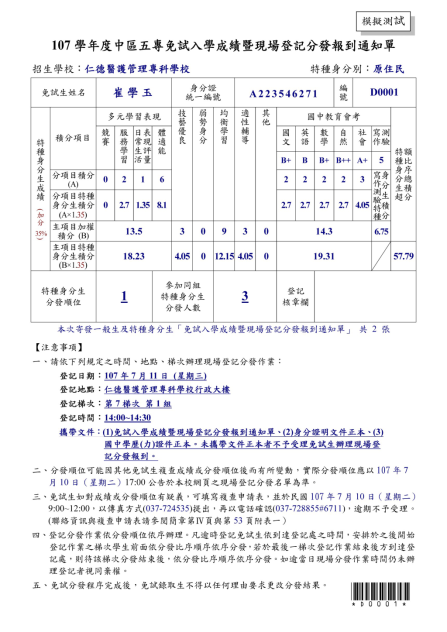 模擬測試
107 學年度中區五專免試入學成績暨現場登記分發報到通知單
招生學校：仁德醫護管理專科學校 特種身分別：原住民
免試生姓名 崔學玉 身分證統一編號 A223546271 編號 D0001
特種身分生成績（加分35%）
積分項目 多元學習表現 技藝優良 弱勢身分 均衡學習 適性輔導 其他 國中教育會考 特種身分生超額比序總積分
競賽 服務學習 日常生活表現評量 體適能 國文 英語 數學 自然 社會 寫作測驗
B+ B B+ B++ A+ 5
分項目積分(A) 0 2 1 6 2 2 2 2 3 寫作測驗特種身分生積分
分項目特種身分生積分(A×1.35) 0 2.7 1.35 8.1 2.7 2.7 2.7 2.7 4.05
主項目加權積分 (B) 13.5 3 0 9 3 0 14.3 6.75
主項目特種身分生積分(B×1.35) 18.23 4.05 0 12.15 4.05 0 19.31 57.79
特種身分生分發順位 1 參加同組特種身分生分發人數 3 登記核章欄
本次寄發一般生及特種身分生「免試入學成績暨現場登記分發報到通知單」 共 2 張
【注意事項】
一、請依下列規定之時間、地點、梯次辦理現場登記分發作業：
登記日期：107 年 7 月 11 日 (星期三)
登記地點：仁德醫護管理專科學校行政大樓
登記梯次：第 7 梯次 第 1 組
登記時間：14:00~14:30
攜帶文件：(1)免試入學成績暨現場登記分發報到通知單、(2)身分證明文件正本、(3)
國中學歷(力)證件正本。未攜帶文件正本者不予受理免試生辦理現場登
記分發報到。
二、分發順位可能因其他免試生複查成績或分發順位後而有所變動，實際分發順位應以 107 年 7
月 10 日（星期二）17:00 公告於本校網頁之現場登記分發名單為準。
三、免試生如對成績或分發順位有疑義，可填寫複查申請表，並於民國 107 年 7 月 10 日（星期二）
9:00~12:00，以傳真方式(037-724535)提出，再以電話確認(037-728855#6711)，逾期不予受理。
（聯絡資訊與複查申請表請參閱簡章第Ⅳ頁與第 53 頁附表一）
四、登記分發作業依分發順位依序辦理。凡逾時登記免試生依到達登記處之時間，安排於之後開始
登記作業之梯次學生前面依分發比序順序依序分發，若於最後一梯次登記作業結束後方到達登
記處，則待該梯次分發結束後，依分發比序順序依序分發。如逾當日現場分發作業時間仍未辦
理登記者視同棄權。
五、免試分發程序完成後，免試錄取生不得以任何理由要求更改分發結果。
*D0001*